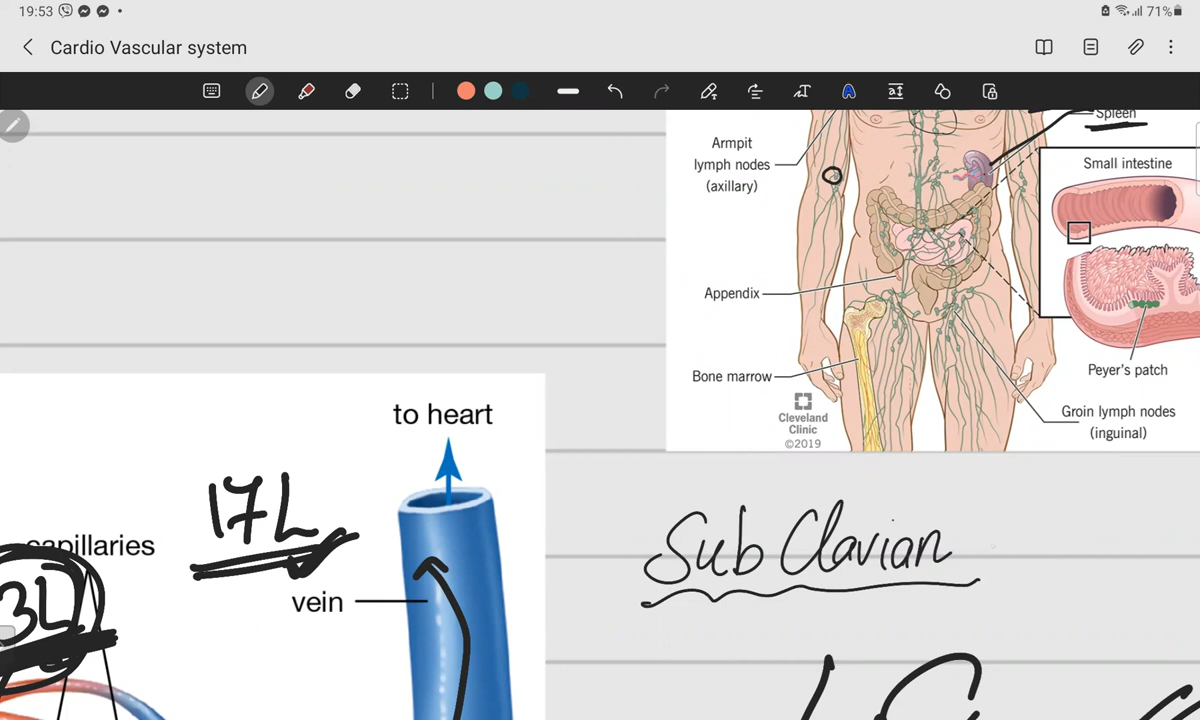 19:53
71%
Cardio Vascular system
Spleen
Armpit
lymph nodes
(axillary)
Small intestine
Appendix
Bone marrow
Peyer's patch
Cleveland
Clinic
©2019
Groin lymph nodes
(inguinal)
to heart
17L
capillaries
3L
vein
Sub Clavian